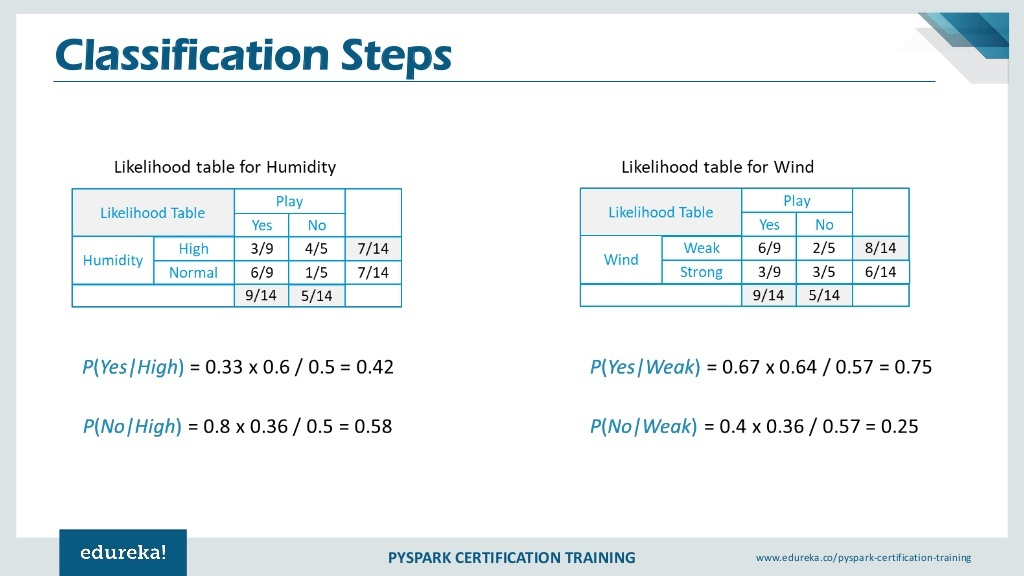 Classification Steps
Likelihood table for Humidity
Likelihood Table
Play
Yes No
Humidity
High 3/9 4/5 7/14
Normal 6/9 1/5 7/14
9/14 5/14
P(Yes|High) = 0.33 x 0.6 / 0.5 = 0.42
P(No|High) = 0.8 x 0.36 / 0.5 = 0.58
Likelihood table for Wind
Likelihood Table
Play
Yes No
Wind
Weak 6/9 2/5 8/14
Strong 3/9 3/5 6/14
9/14 5/14
P(Yes|Weak) = 0.67 x 0.64 / 0.57 = 0.75
P(No|Weak) = 0.4 x 0.36 / 0.57 = 0.25
edureka!
PYSPARK CERTIFICATION TRAINING
www.edureka.co/pyspark-certification-training